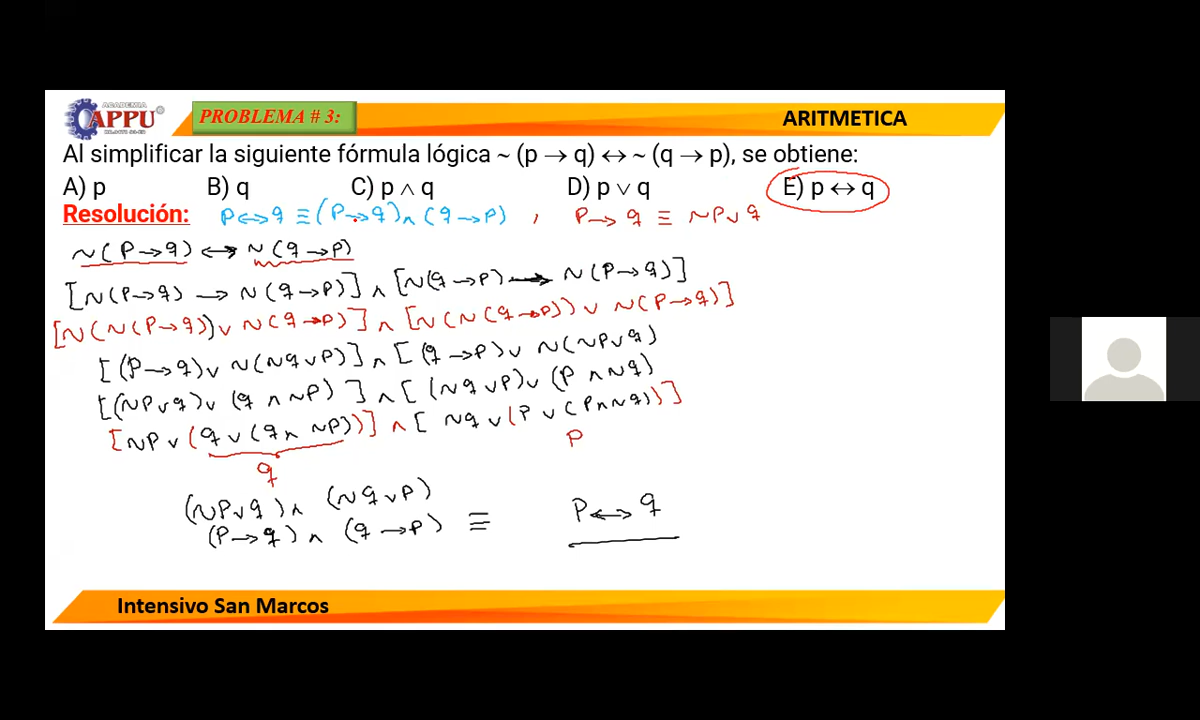 ACADEMIA
APPU
PROBLEMA # 3:
ARITMETICA
Al simplificar la siguiente fórmula lógica ~ (p → q) ↔ ~ (q → p), se obtiene:
A) p B) q C) p ∧ q D) p ∨ q E) p ↔ q
Resolución: P↔q ≡ (P→q) ∧ (q→p) , P→q ≡ ~P∨q
~(P→q) ↔ ~(q→p)
[~(P→q) → ~(q→p)] ∧ [~(q→p) → ~(P→q)]
[~(~(P→q)) ∨ ~(q→p)] ∧ [~(~(q→p)) ∨ ~(P→q)]
[(P→q) ∨ ~(~q∨p)] ∧ [(q→p) ∨ ~(~P∨q)
[(~P∨q) ∨ (q ∧ ~p)] ∧ [(~q∨p) ∨ (P ∧ ~q)
[~P ∨ (q ∨ (q ∧ ~p))] ∧ [~q ∨ (P ∨ (P∧~q))]
q P
(~P∨q) ∧ (~q∨p)
(P→q) ∧ (q→p) ≡ P↔q
Intensivo San Marcos